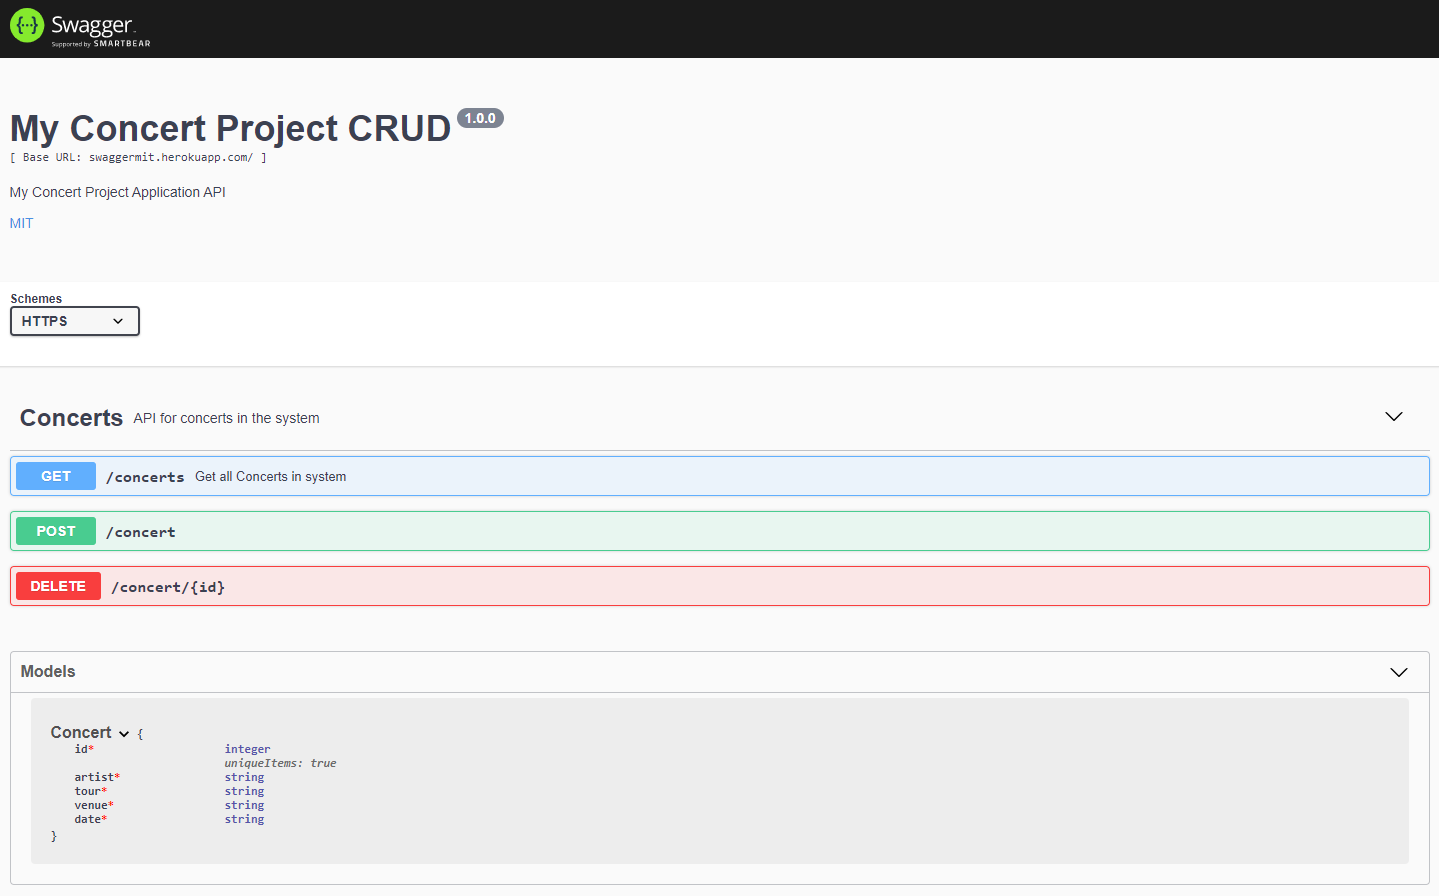 Swagger
Supported by SMARTBEAR
My Concert Project CRUD 1.0.0
[ Base URL: swaggermit.herokuapp.com/ ]
My Concert Project Application API
MIT
Schemes
HTTPS
Concerts API for concerts in the system
GET /concerts Get all Concerts in system
POST /concert
DELETE /concert/{id}
Models
Concert {
id* integer
uniqueItems: true
artist* string
tour* string
venue* string
date* string
}